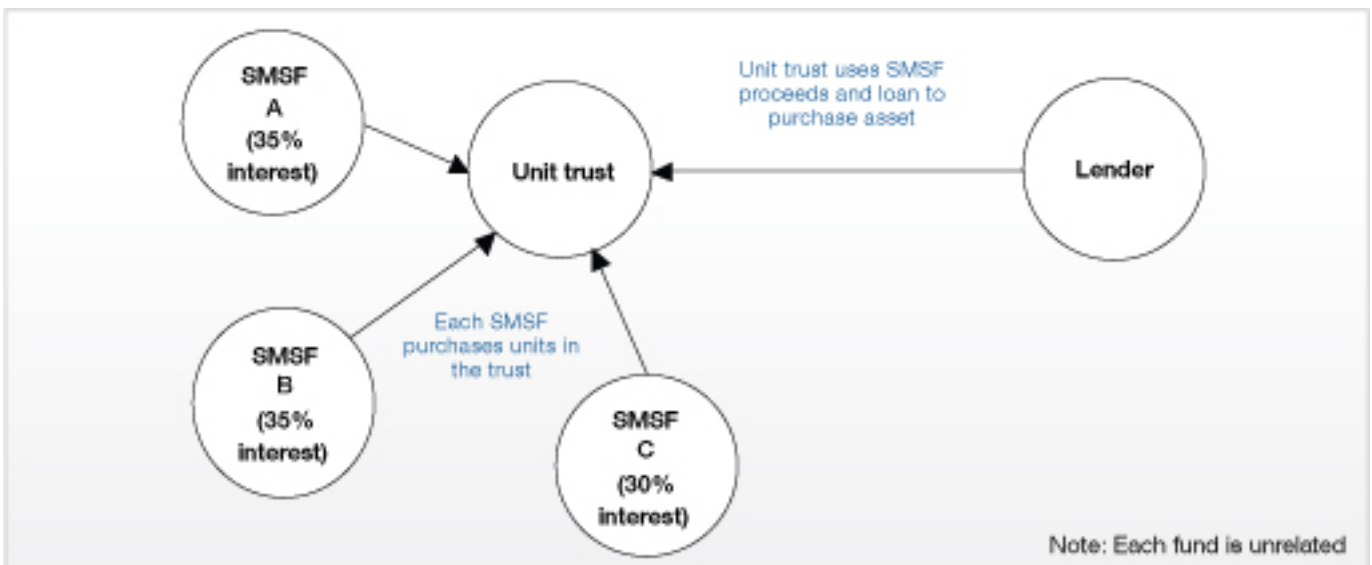 SMSF
A
(35%
interest)
Unit trust
Unit trust uses SMSF
proceeds and loan to
purchase asset
Lender
SMSF
B
(35%
interest)
Each SMSF
purchases units in
the trust
SMSF
C
(30%
interest)
Note: Each fund is unrelated